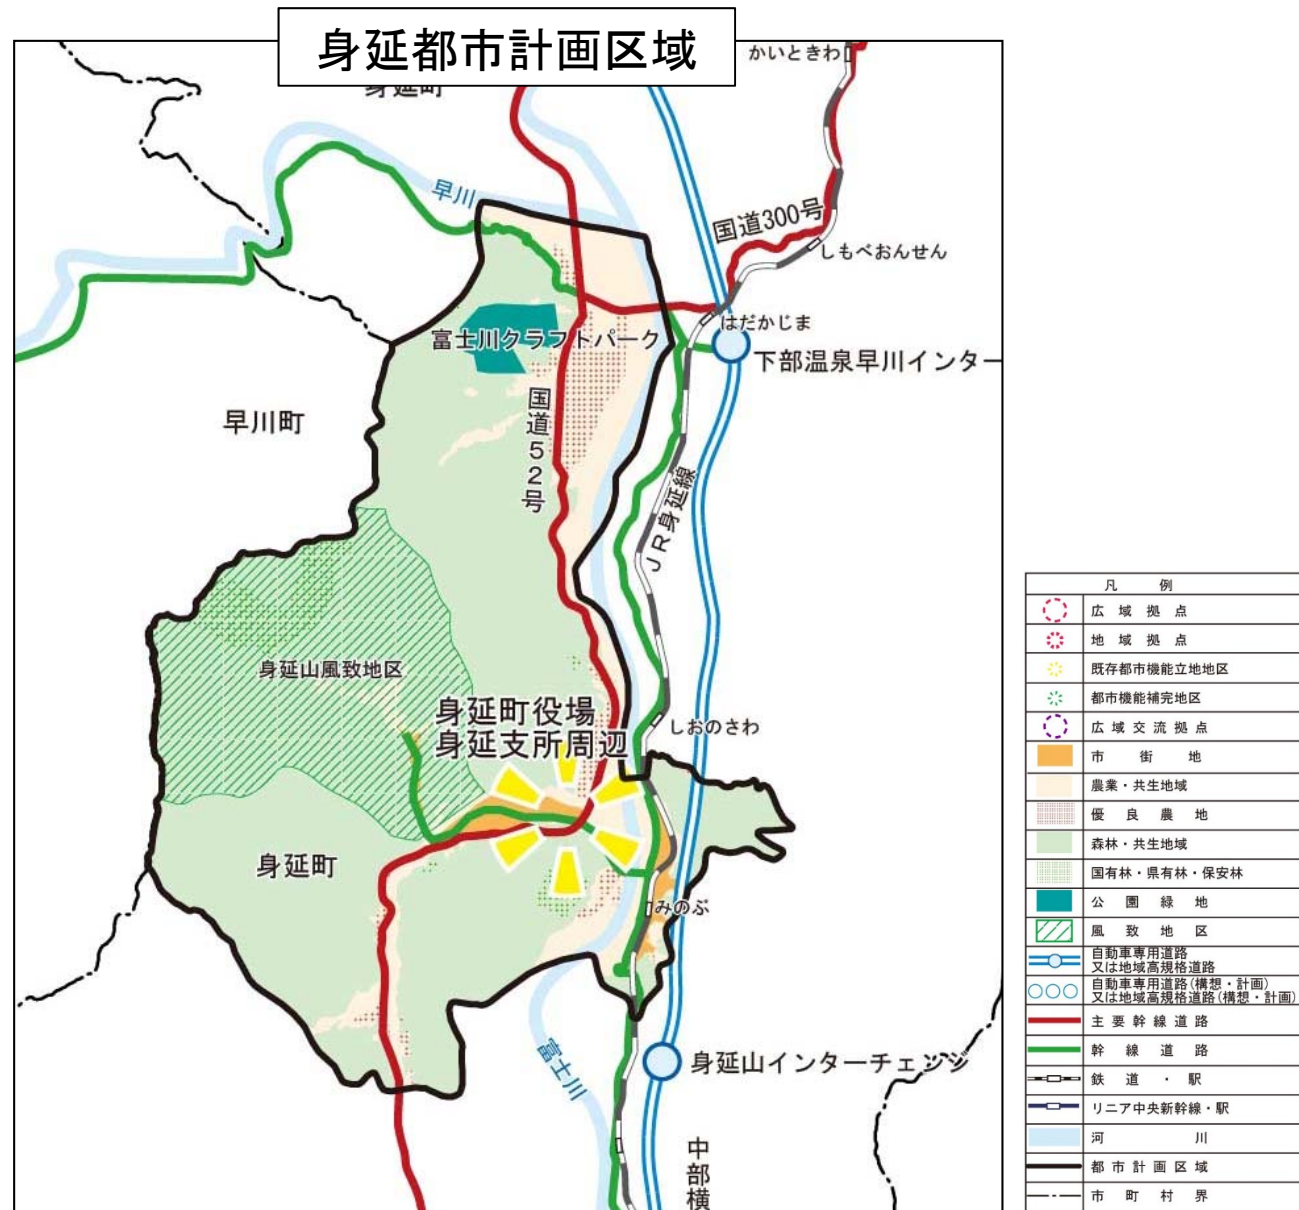 身延都市計画区域
かいときわ
身延町
早川
国道300号
しもべおんせん
はだかじま
富士川クラフトパーク
下部温泉早川インター
早川町
国道52号
JR身延線
身延山風致地区
身延町役場
身延支所周辺
しおのさわ
身延町
みのぶ
富士川
身延山インターチェンジ
中部横
凡例
広域拠点
地域拠点
既存都市機能立地地区
都市機能補完地区
広域交流拠点
市街地
農業・共生地域
優良農地
森林・共生地域
国有林・県有林・保安林
公園緑地
風致地区
自動車専用道路
又は地域高規格道路
自動車専用道路(構想・計画)
又は地域高規格道路(構想・計画)
主要幹線道路
幹線道路
鉄道・駅
リニア中央新幹線・駅
河川
都市計画区域
市町村界